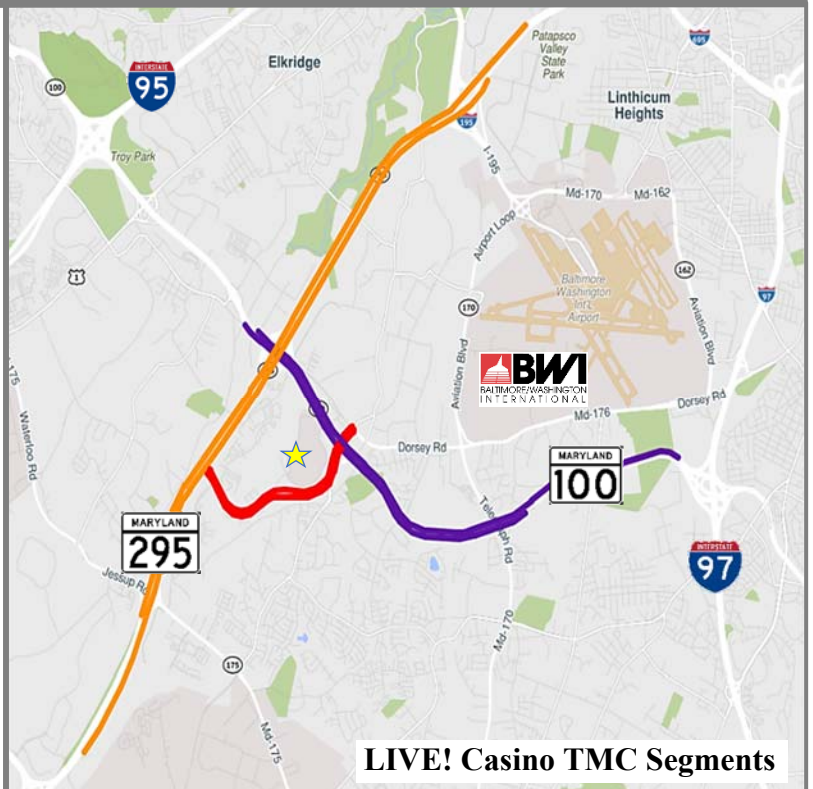 Patapsco
Valley
State
Park
Elkridge
695
INTERSTATE
95
100
Linthicum
Heights
195
Troy Park
I-195
Md-170
Md-162
Airport Loop
1
Baltimore
Washington
Int'L
Airport
162
170
97
Aviation Blvd
Aviation Blvd
BWI
BALTIMORE/WASHINGTON
INTERNATIONAL
I-175
Waterloo Rd
Md-176
Dorsey Rd
Dorsey Rd
MARYLAND
100
MARYLAND
295
Telegraph Rd
INTERSTATE
97
Jessup Rd
Md-170
175
Md-175
LIVE! Casino TMC Segments